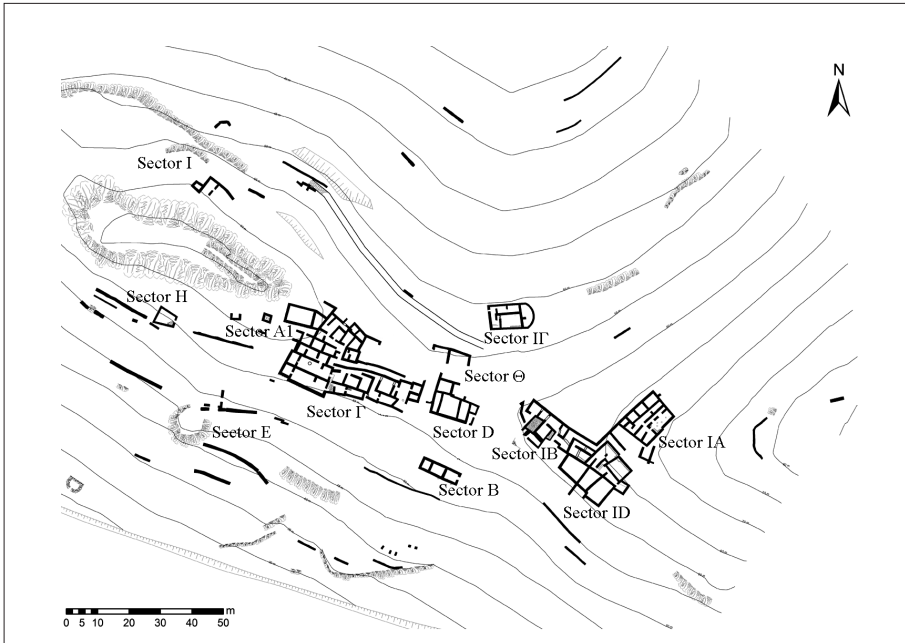 N
Sector I
Sector H
Sector A1
Sector IΓ
Sector Θ
Sector Γ
Sector D
Sector E
Sector IB
Sector IA
Sector B
Sector ID
m
0 5 10 20 30 40 50